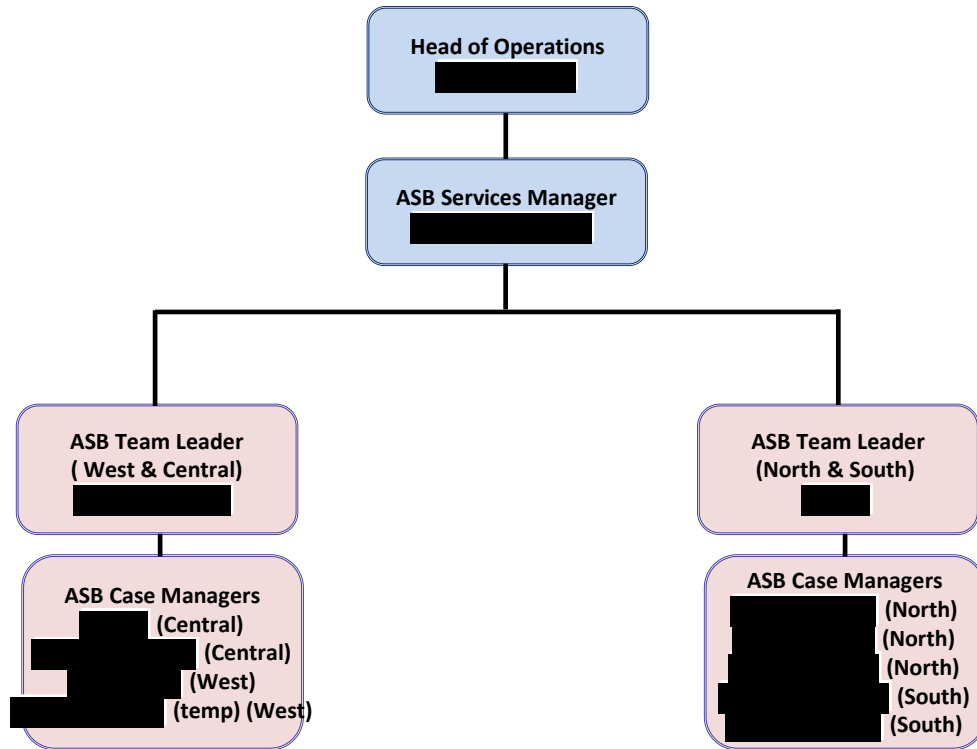 Head of Operations
ASB Services Manager
ASB Team Leader
( West & Central)
ASB Team Leader
(North & South)
ASB Case Managers
(Central)
(Central)
(West)
(temp) (West)
ASB Case Managers
(North)
(North)
(North)
(South)
(South)